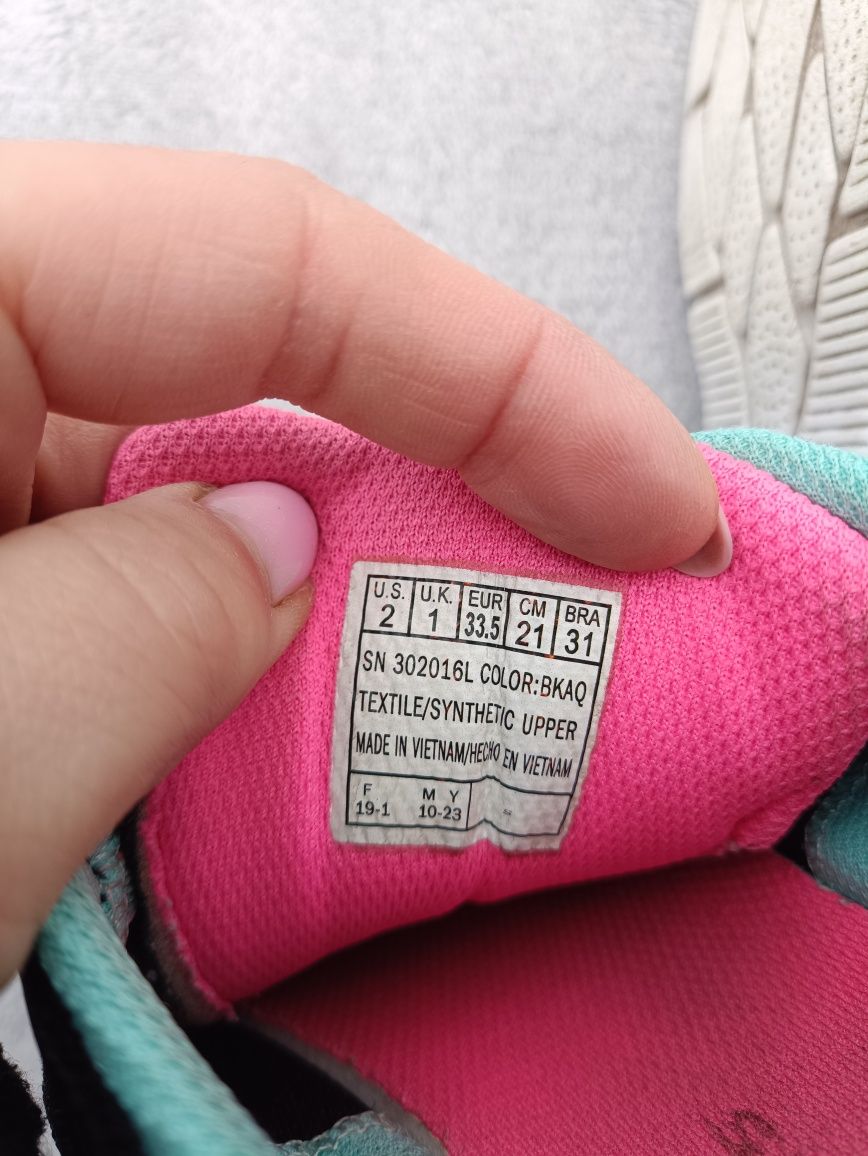 U.S. U.K. EUR CM BRA
2 1 33.5 21 31
SN 302016L COLOR:BKAQ
TEXTILE/SYNTHETIC UPPER
MADE IN VIETNAM/HECHO EN VIETNAM
F M Y
19-1 10-23